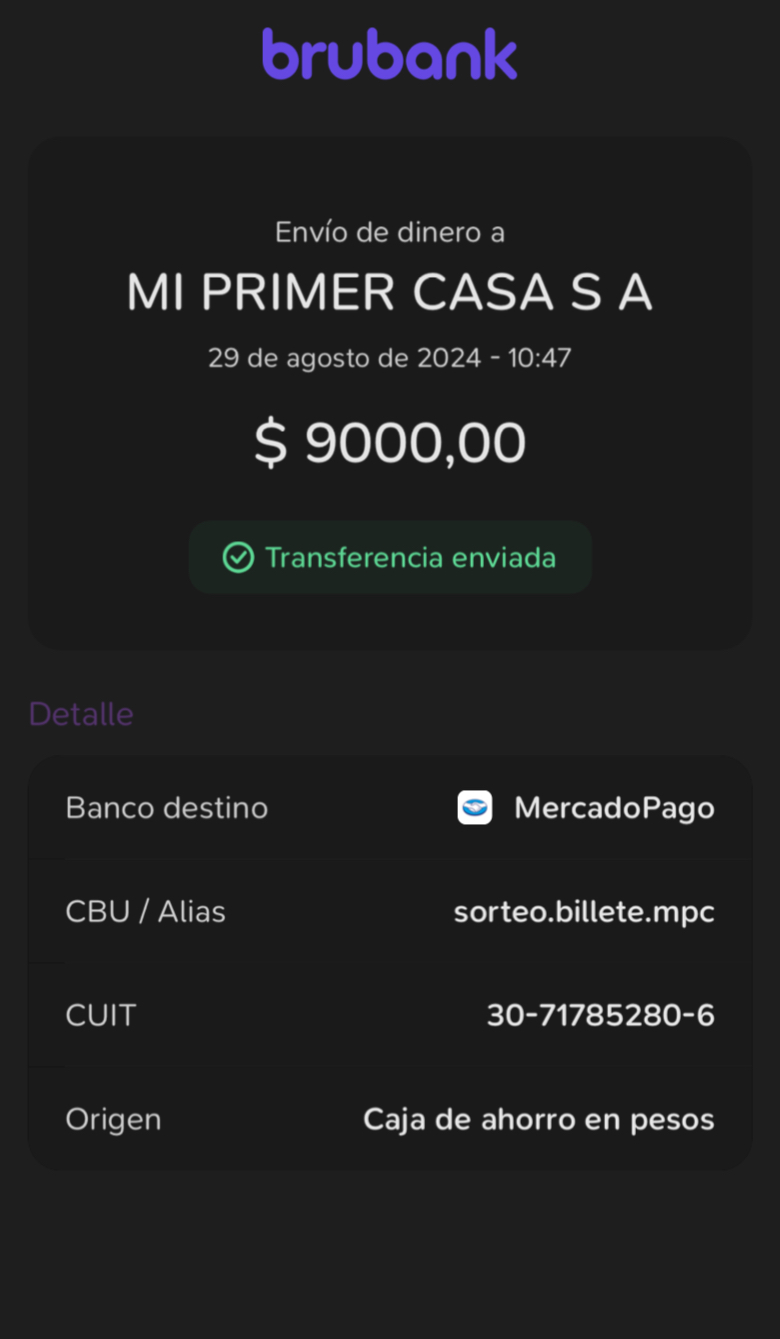 brubank
Envío de dinero a
MI PRIMER CASA S A
29 de agosto de 2024 - 10:47
$ 9000,00
Transferencia enviada
Detalle
Banco destino MercadoPago
CBU / Alias sorteo.billete.mpc
CUIT 30-71785280-6
Origen Caja de ahorro en pesos